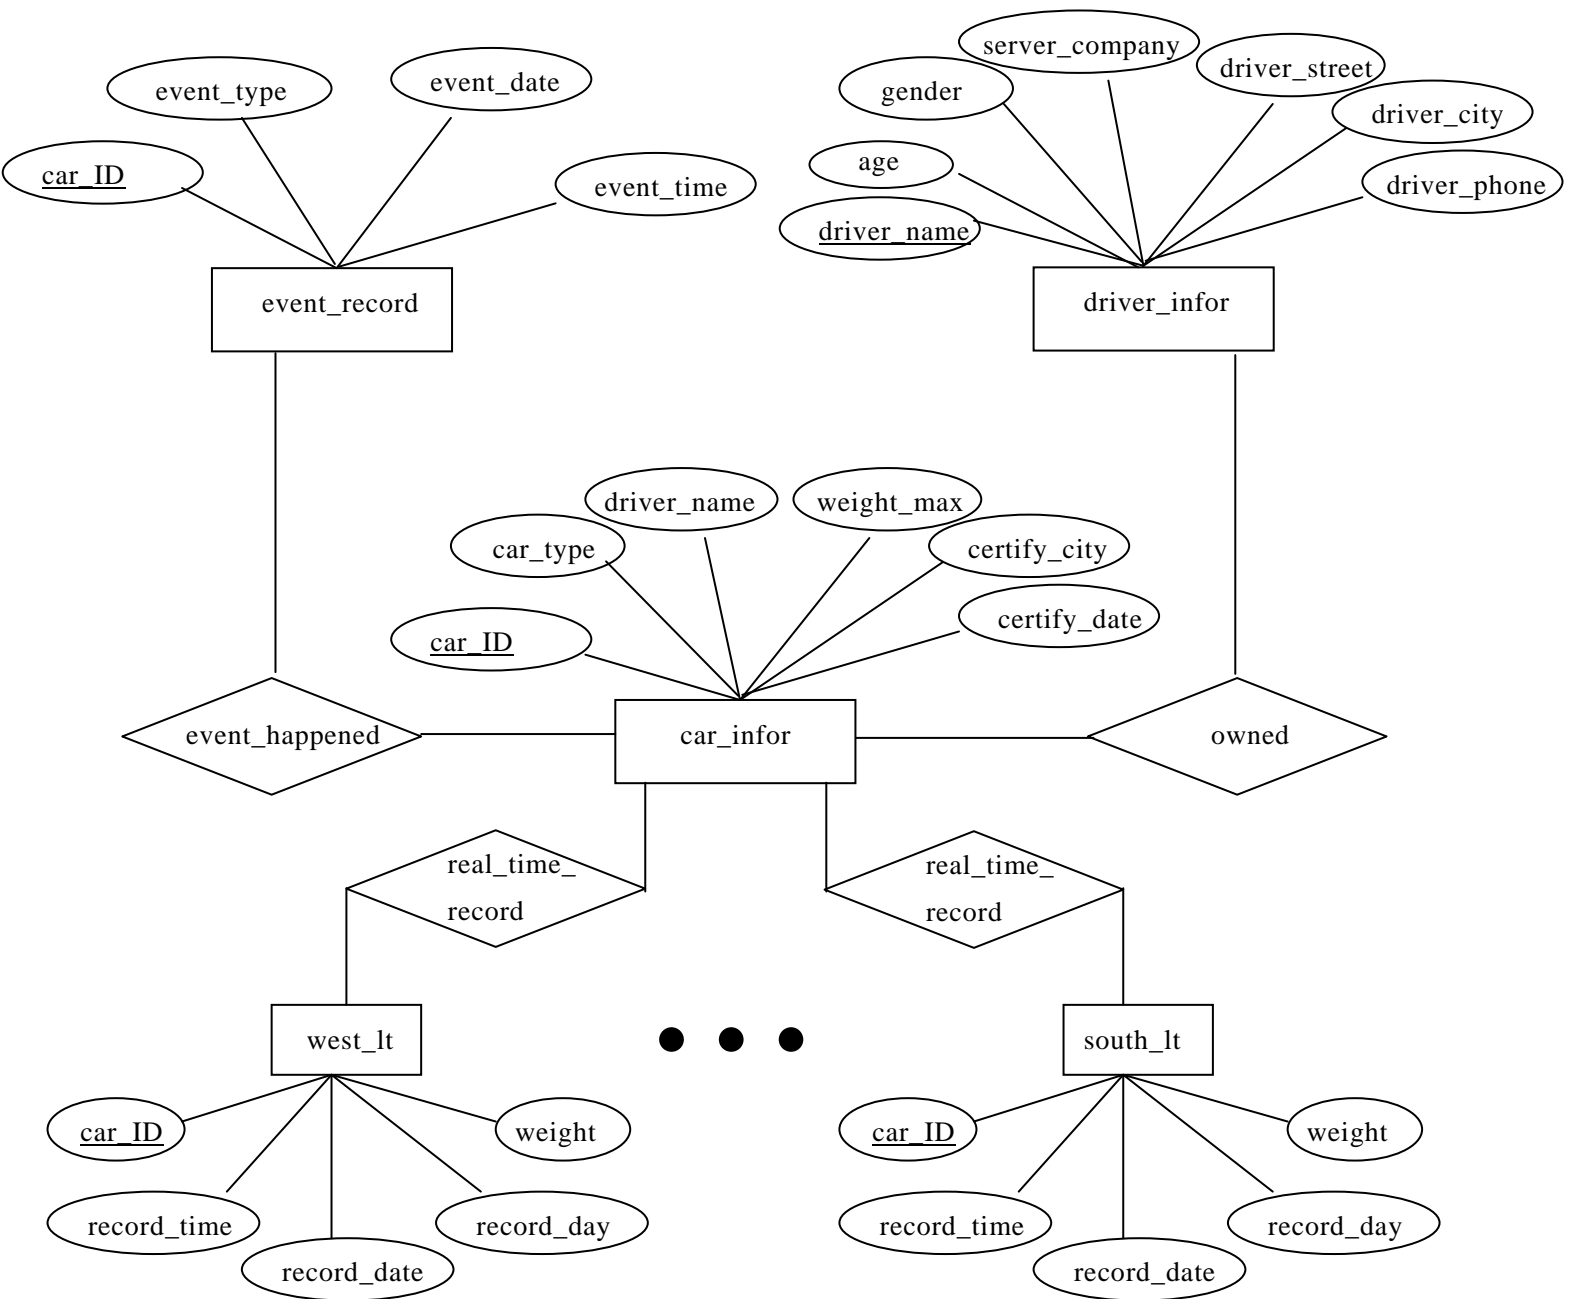 server_company
driver_street
event_date
event_type
gender
driver_city
age
car_ID
event_time
driver_phone
driver_name
event_record
driver_infor
driver_name
weight_max
car_type
certify_city
certify_date
car_ID
event_happened
car_infor
owned
real_time_
record
real_time_
record
west_lt
south_lt
car_ID
weight
car_ID
weight
record_time
record_day
record_time
record_day
record_date
record_date